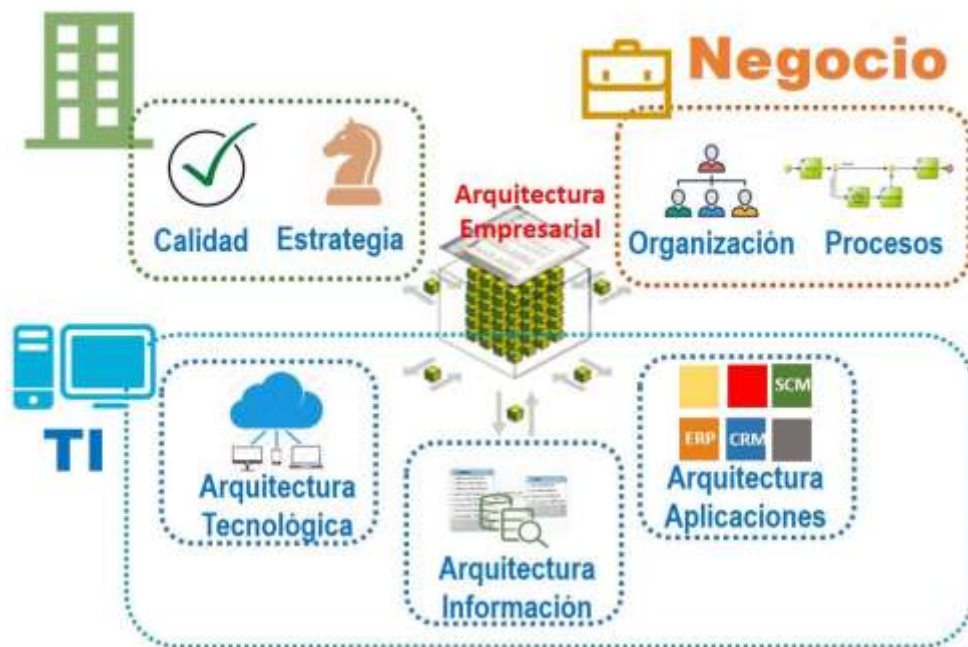 Negocio
Calidad
Estrategia
Arquitectura
Empresarial
Organización
Procesos
TI
Arquitectura
Tecnológica
Arquitectura
Información
SCM
ERP
CRM
Arquitectura
Aplicaciones